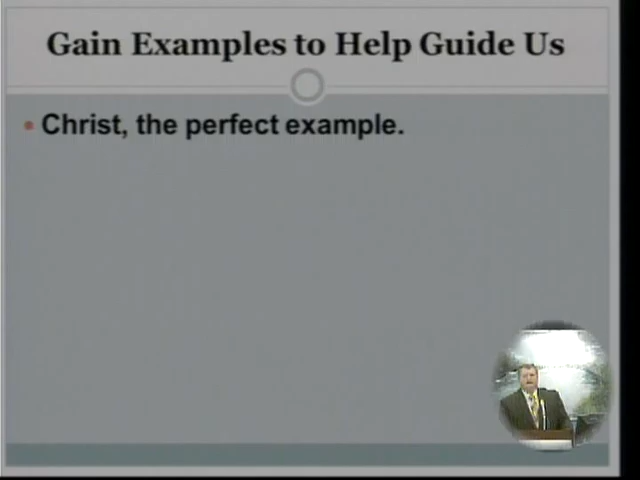 Gain Examples to Help Guide Us
• Christ, the perfect example.